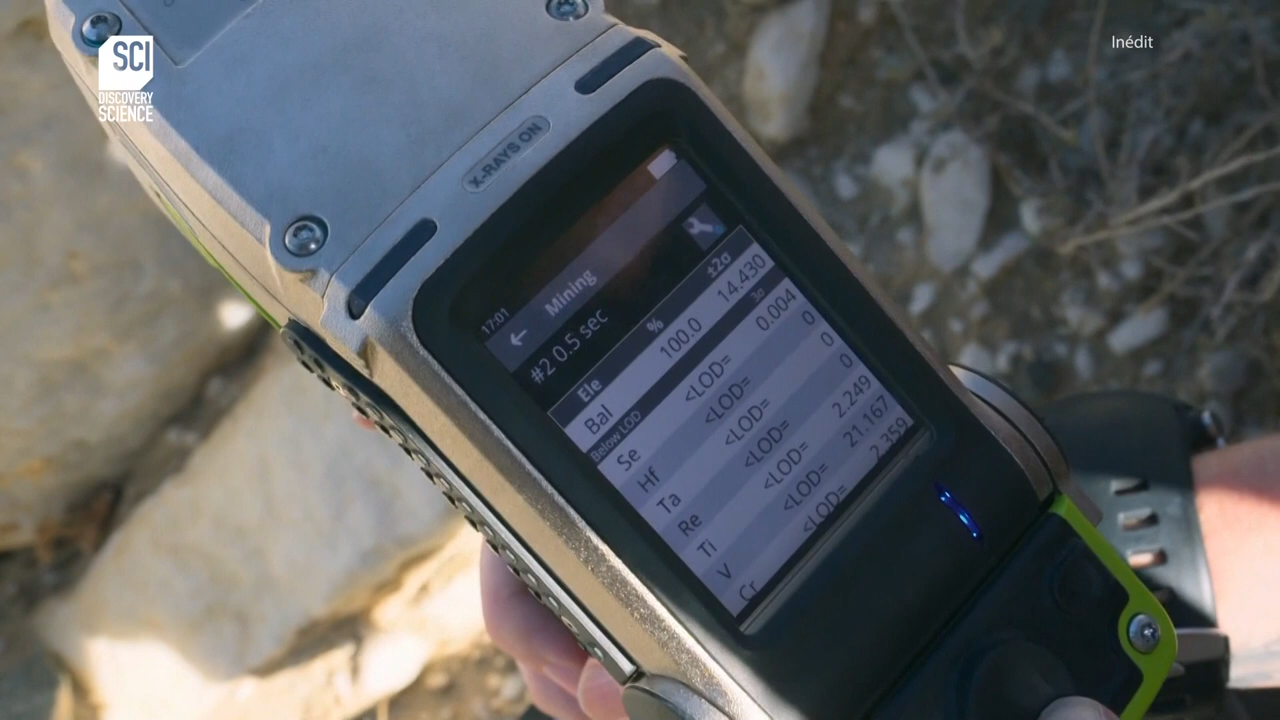 SCI
DISCOVERY
SCIENCE
Inédit
X-RAYS ON
17:01
← Mining
#2 0.5 sec
Ele % ±2σ
Bal 100.0 14.430
Below LOD 3σ
Se <LOD= 0.004
Hf <LOD= 0
Ta <LOD= 0
Re <LOD= 0
Ti <LOD= 2.249
V <LOD= 21.167
Cr <LOD= 2.359